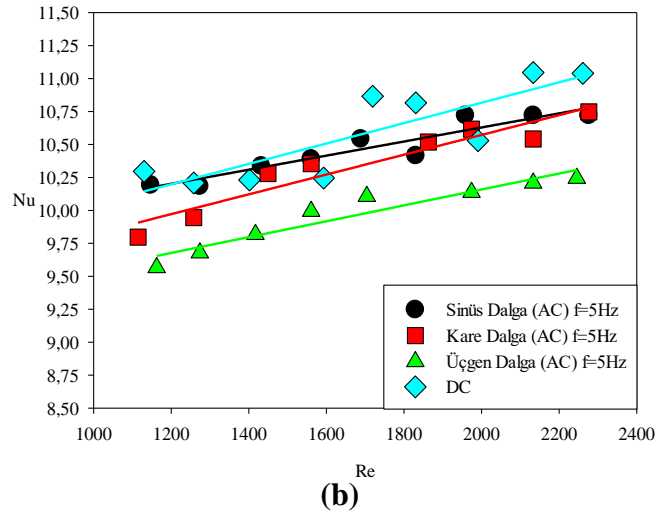 11,50
11,25
11,00
10,75
10,50
10,25
Nu
10,00
9,75
9,50
9,25
9,00
8,75
8,50
Sinüs Dalga (AC) f=5Hz
Kare Dalga (AC) f=5Hz
Üçgen Dalga (AC) f=5Hz
DC
1000 1200 1400 1600 1800 2000 2200 2400
Re
(b)